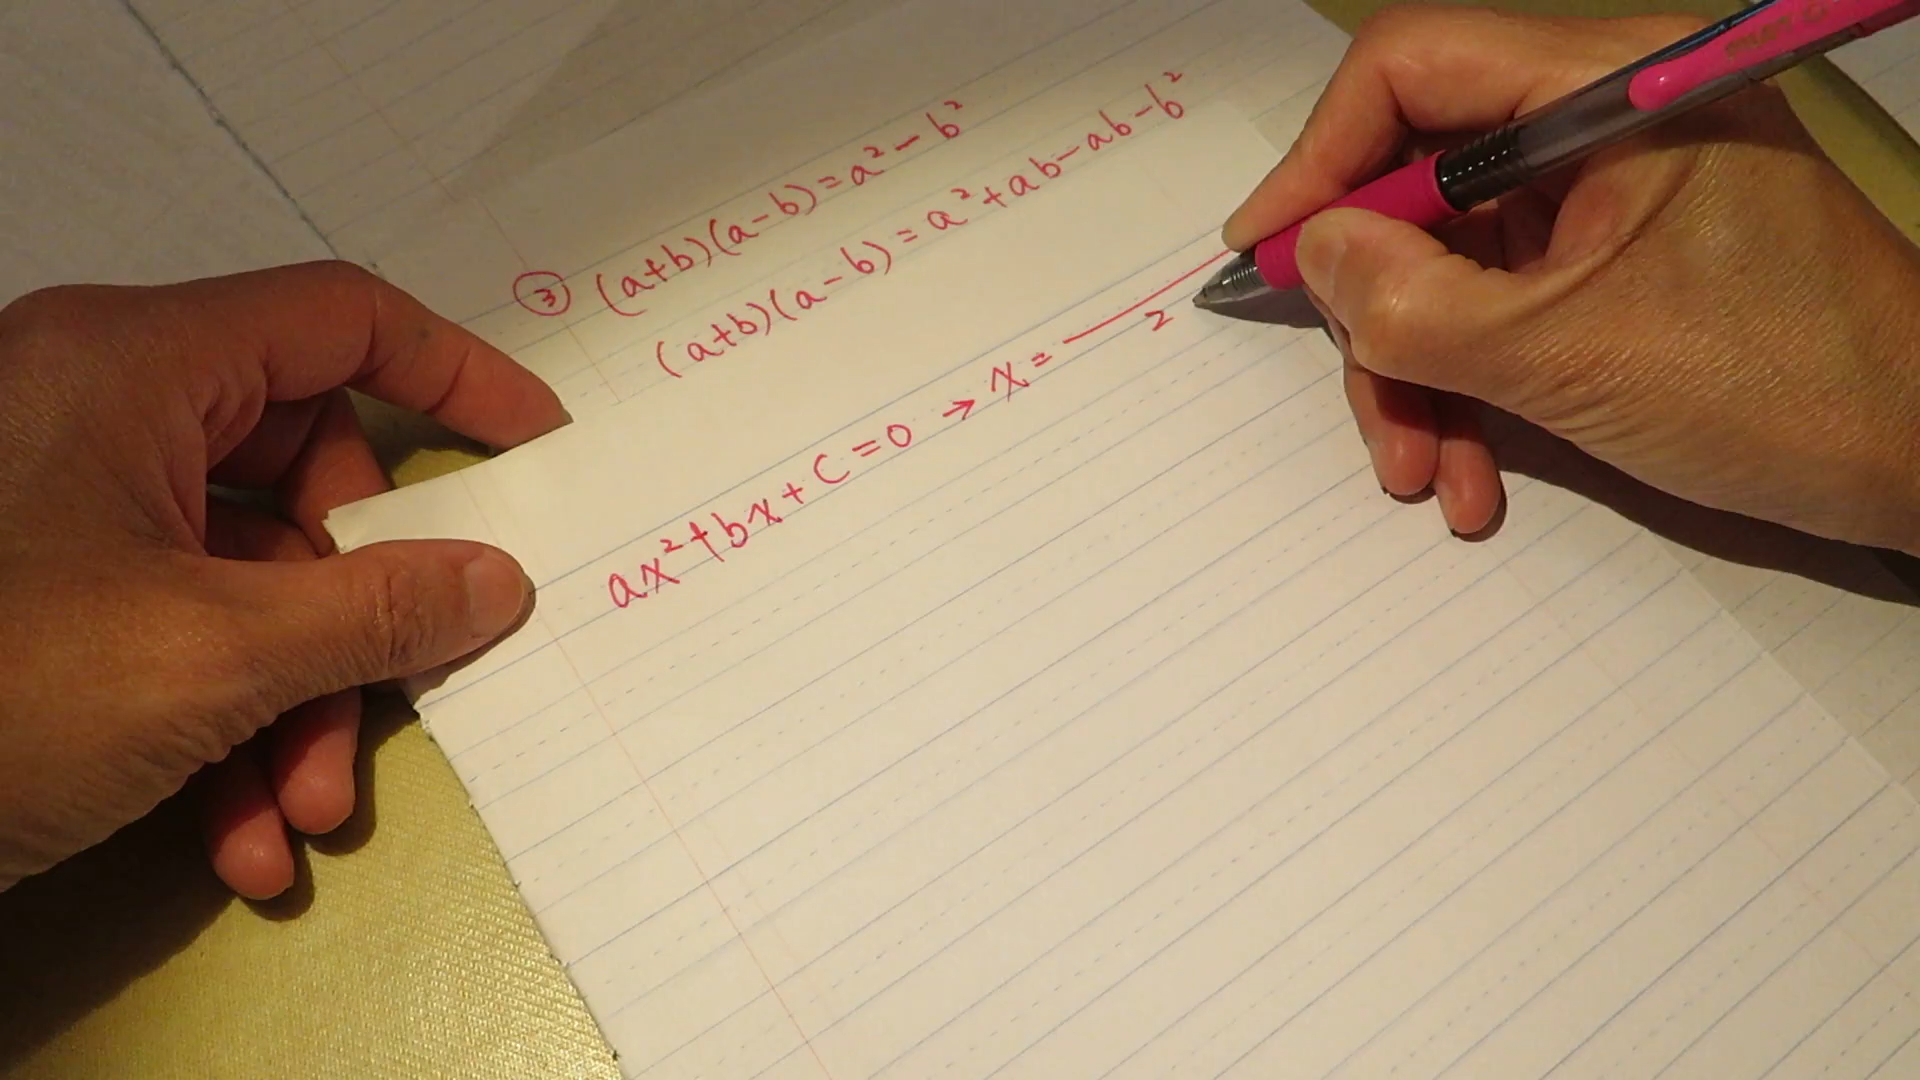 ③ (a+b)(a-b)=a²-b²
(a+b)(a-b)=a²+ab-ab-b²
ax²+bx+c=0 → x= ―
2